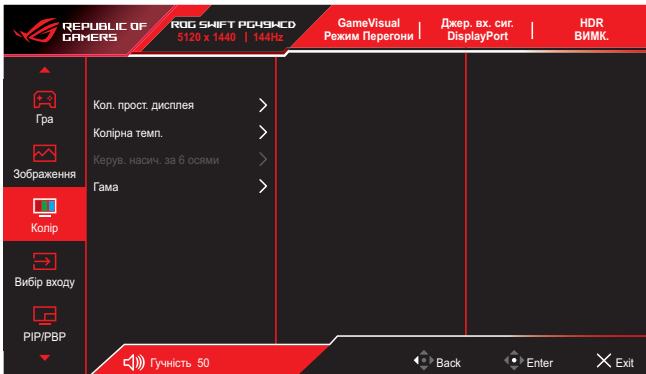 REPUBLIC OF
GAMERS
ROG SWIFT PG49WCD
5120 x 1440 | 144Hz
GameVisual
Режим Перегони
Джер. вх. сиг.
DisplayPort
HDR
ВИМК.
Гра
Зображення
Колір
Вибір входу
PIP/PBP
Кол. прост. дисплея
Колірна темп.
Керув. насич. за 6 осями
Гама
Гучність 50
Back
Enter
Exit